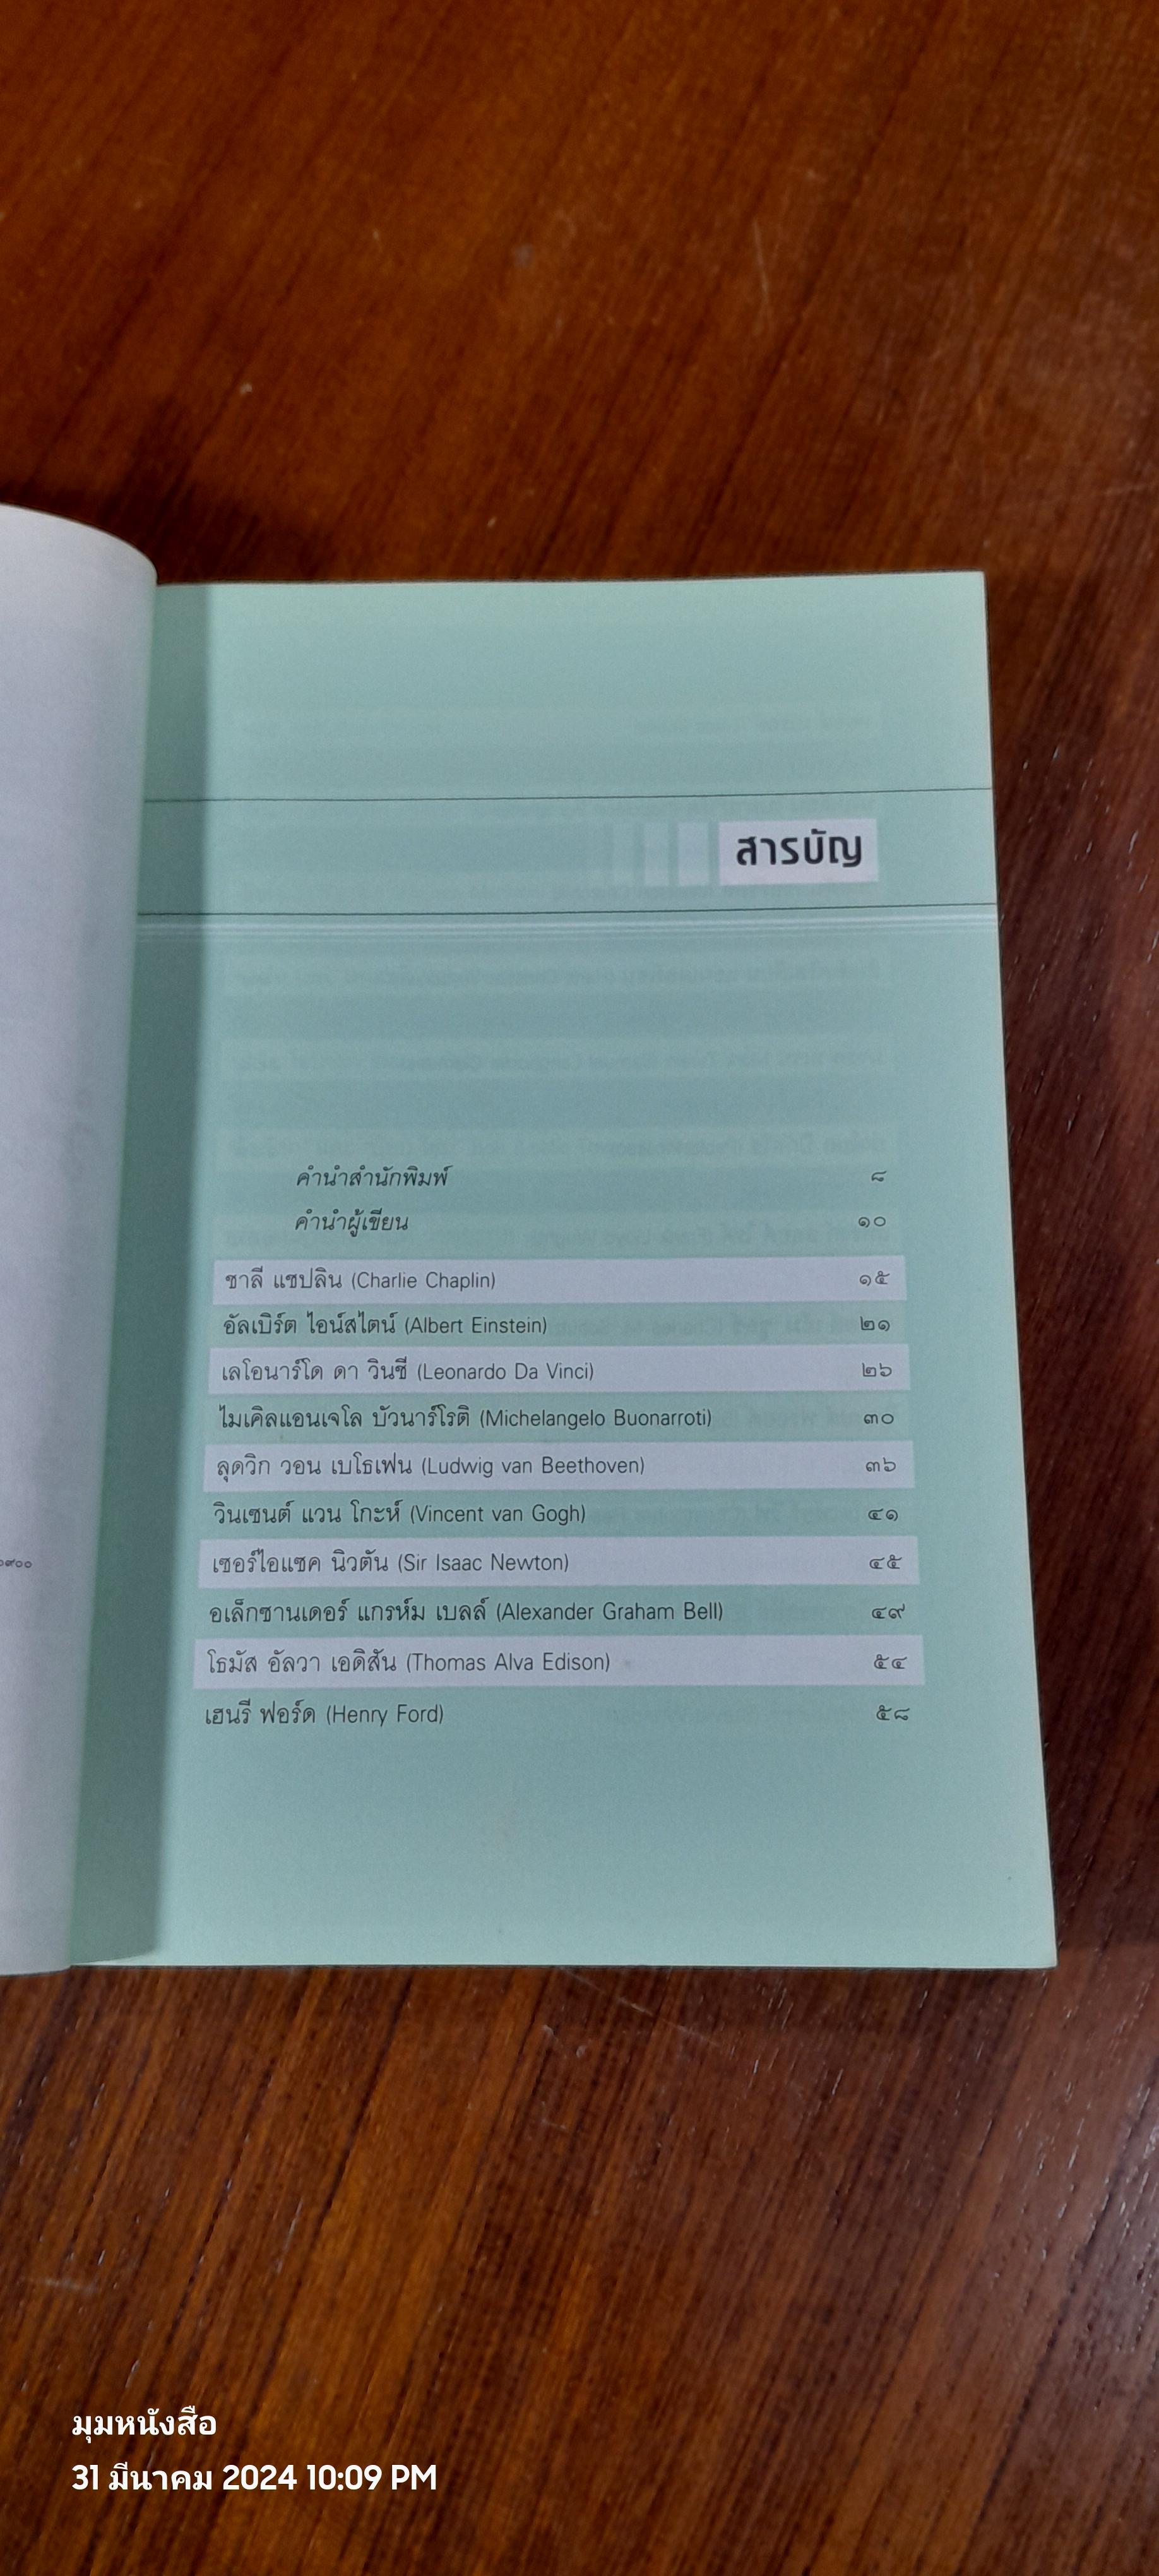 สารบัญ
คำนำสำนักพิมพ์ ๘
คำนำผู้เขียน ๑๐
ชาลี แชปลิน (Charlie Chaplin) ๑๕
อัลเบิร์ต ไอน์สไตน์ (Albert Einstein) ๒๑
เลโอนาร์โด ดา วินชี (Leonardo Da Vinci) ๒๖
ไมเคิลแอนเจโล บัวนาร์โรติ (Michelangelo Buonarroti) ๓๐
ลุดวิก วอน เบโธเฟน (Ludwig van Beethoven) ๓๖
วินเซนต์ แวน โกะห์ (Vincent van Gogh) ๔๑
เซอร์ไอแซค นิวตัน (Sir Isaac Newton) ๔๕
อเล็กซานเดอร์ แกรห์ม เบลล์ (Alexander Graham Bell) ๔๙
โธมัส อัลวา เอดิสัน (Thomas Alva Edison) ๕๔
เฮนรี ฟอร์ด (Henry Ford) ๕๘
มุมหนังสือ
31 มีนาคม 2024 10:09 PM